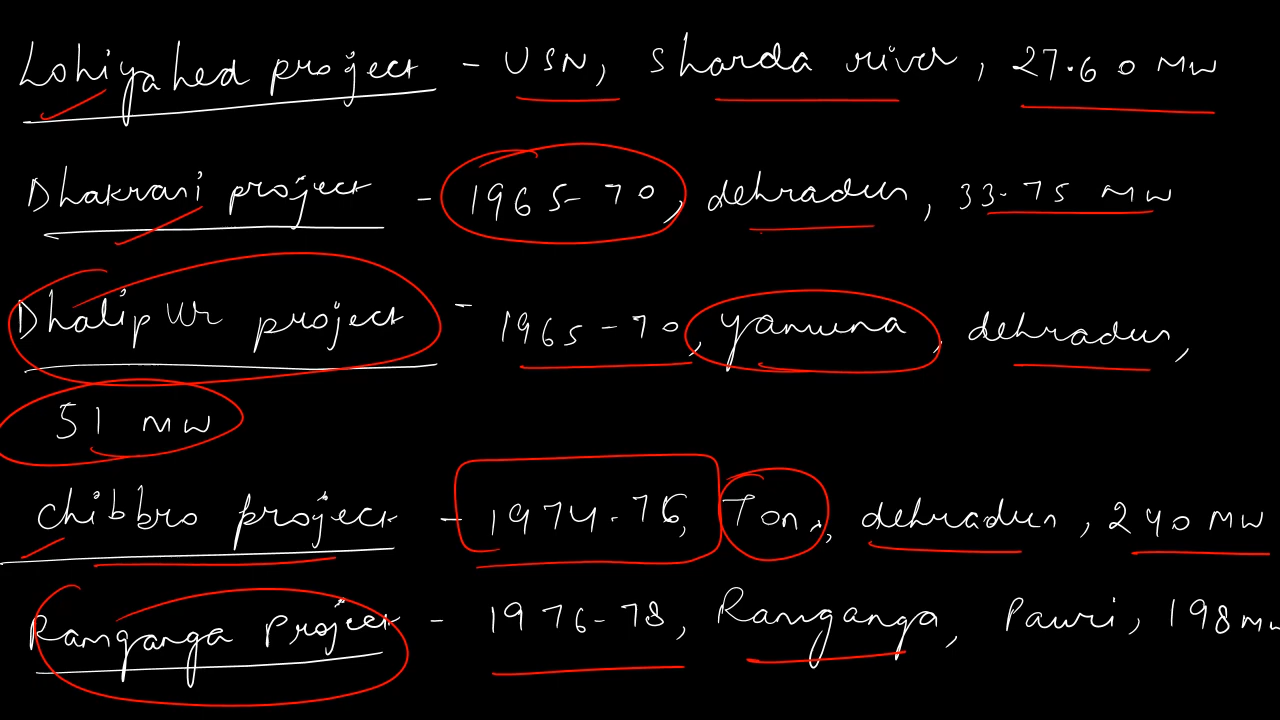 Lohiyahed project - USN, Sharda river, 27.60 MW
Dhakrani project - 1965-70, dehradun, 33.75 MW
Dhalipur project - 1965-70, yamuna, dehradun,
51 MW
Chibbro project - 1974-76, Ton, dehradun, 240 MW
Ramganga Project - 1976-78, Ramganga, Pauri, 198 MW